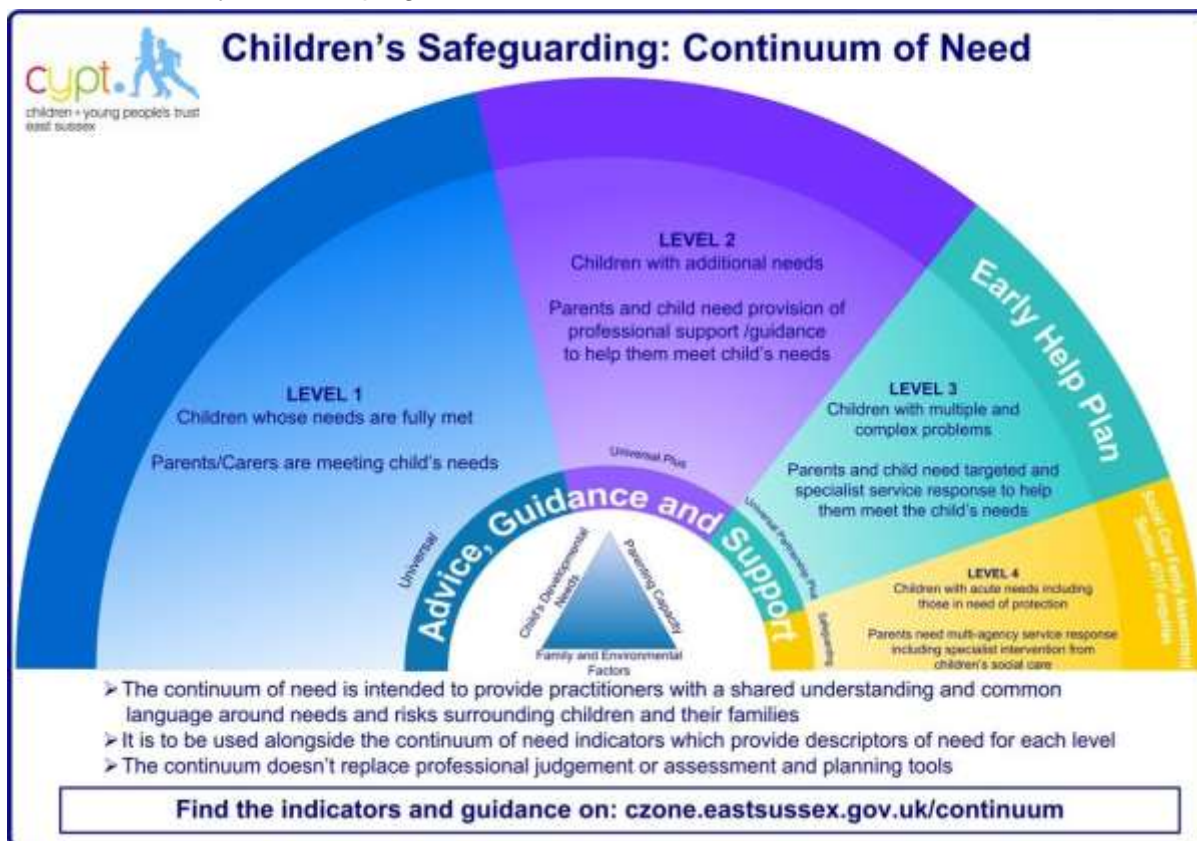 Children's Safeguarding: Continuum of Need
cypt.
children + young people's trust
east sussex
LEVEL 1
Children whose needs are fully met
Parents/Carers are meeting child's needs
LEVEL 2
Children with additional needs
Parents and child need provision of
professional support /guidance
to help them meet child's needs
LEVEL 3
Children with multiple and
complex problems
Parents and child need targeted and
specialist service response to help
them meet the child's needs
LEVEL 4
Children with acute needs including
those in need of protection
Parents need multi-agency service response
including specialist intervention from
children's social care
Early Help Plan
Social Care Family Assessment
Universal
Universal Plus
Universal Partnership Plus
Safeguarding
Advice, Guidance and Support
Child's Developmental
Needs
Parenting Capacity
Family and Environmental
Factors
➢ The continuum of need is intended to provide practitioners with a shared understanding and common
language around needs and risks surrounding children and their families
➢ It is to be used alongside the continuum of need indicators which provide descriptors of need for each level
➢ The continuum doesn't replace professional judgement or assessment and planning tools
Find the indicators and guidance on: czone.eastsussex.gov.uk/continuum